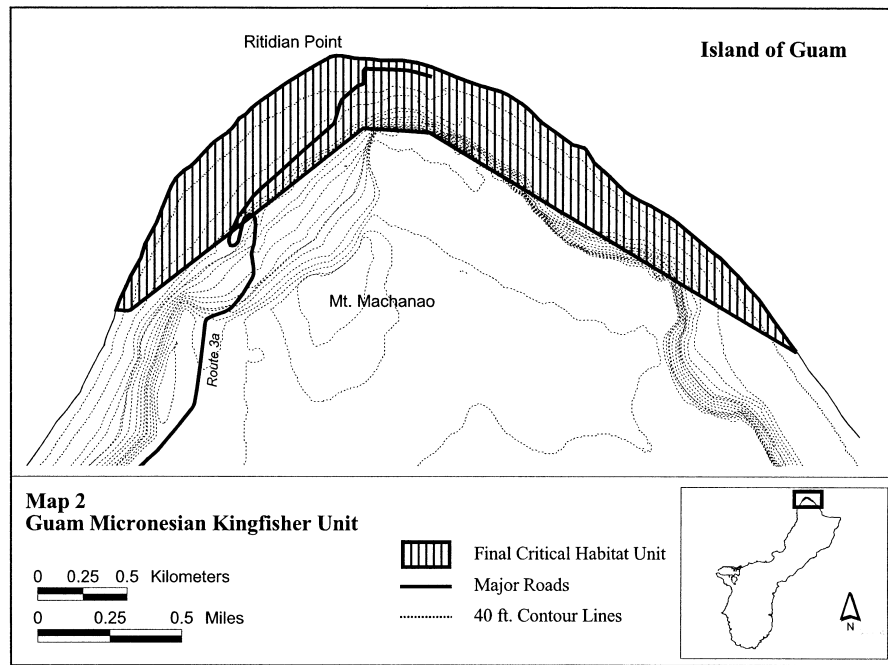 Ritidian Point
Island of Guam
Mt. Machanao
Route 3a
Map 2
Guam Micronesian Kingfisher Unit
0 0.25 0.5 Kilometers
0 0.25 0.5 Miles
Final Critical Habitat Unit
Major Roads
40 ft. Contour Lines
N